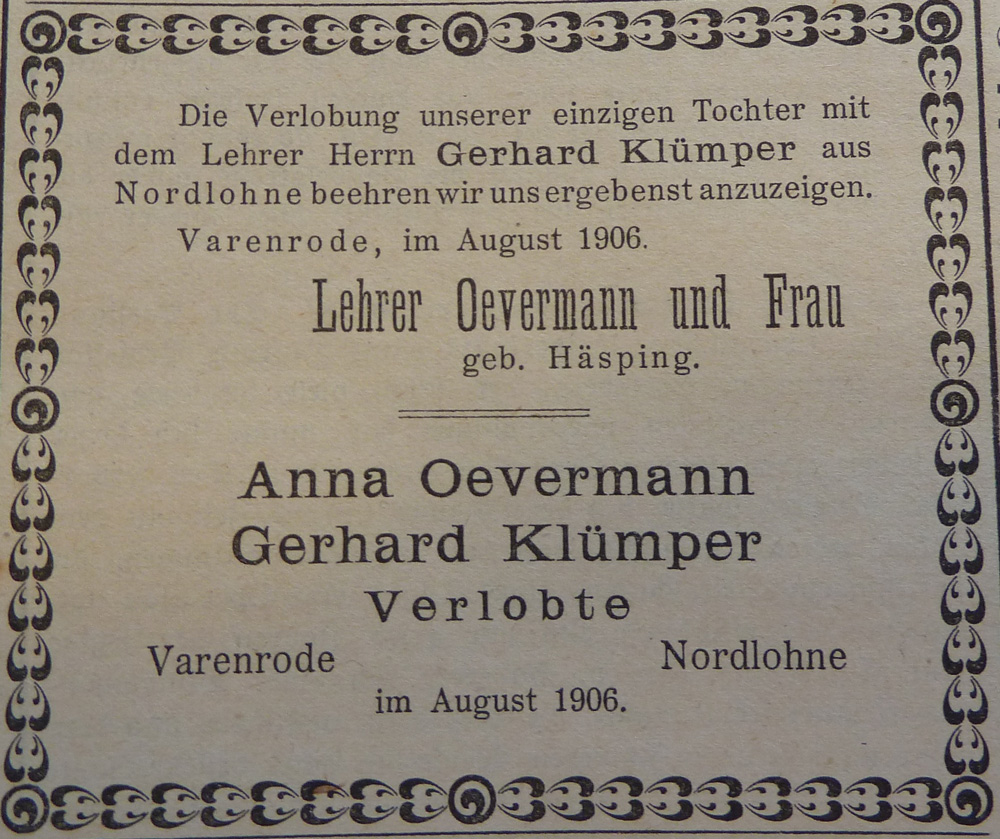 Die Verlobung unserer einzigen Tochter mit
dem Lehrer Herrn Gerhard Klümper aus
Nordlohne beehren wir uns ergebenst anzuzeigen.
Varenrode, im August 1906.
Lehrer Oevermann und Frau
geb. Häsping.
Anna Oevermann
Gerhard Klümper
Verlobte
Varenrode Nordlohne
im August 1906.